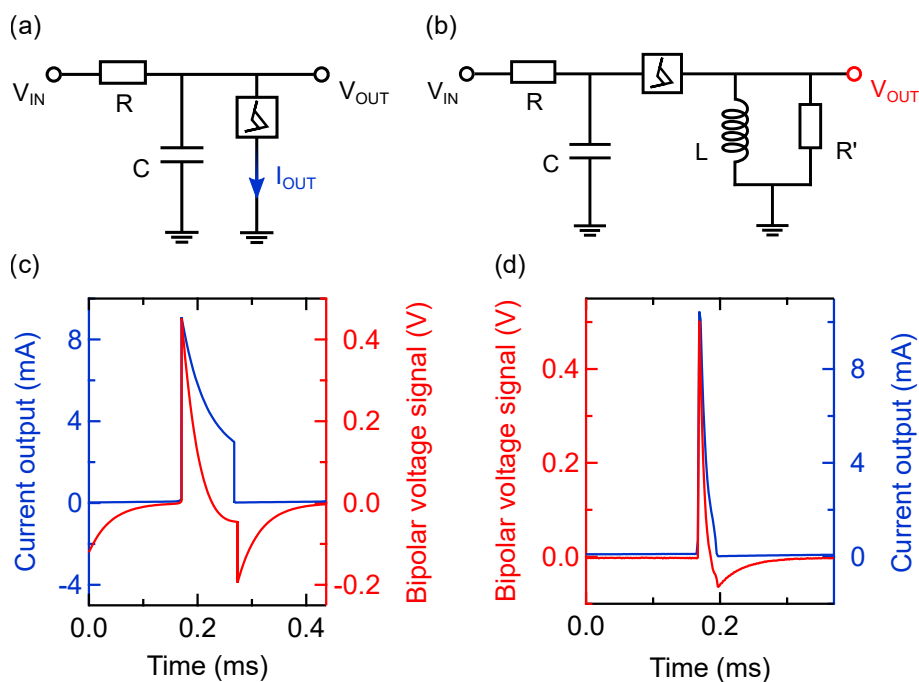 (a)
V_IN
R
C
I_OUT
V_OUT
(b)
V_IN
R
C
L
R'
V_OUT
(c)
Current output (mA)
8
4
0
-4
0.4
0.2
0.0
-0.2
Bipolar voltage signal (V)
0.0 0.2 0.4
Time (ms)
(d)
Bipolar voltage signal (V)
0.4
0.2
0.0
8
4
0
Current output (mA)
0.0 0.2
Time (ms)